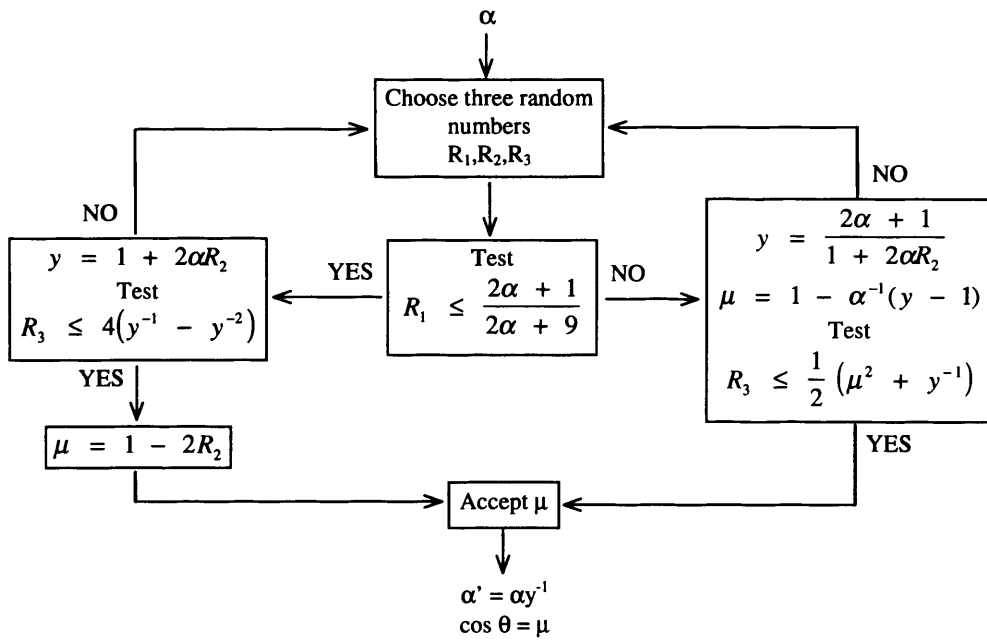 α
Choose three random
numbers
R₁,R₂,R₃
NO
NO
y = 1 + 2αR₂
Test
R₃ ≤ 4(y⁻¹ − y⁻²)
YES
Test
R₁ ≤ (2α + 1)/(2α + 9)
NO
y = (2α + 1)/(1 + 2αR₂)
μ = 1 − α⁻¹(y − 1)
Test
R₃ ≤ 1/2 (μ² + y⁻¹)
YES
YES
μ = 1 − 2R₂
Accept μ
α' = αy⁻¹
cos θ = μ